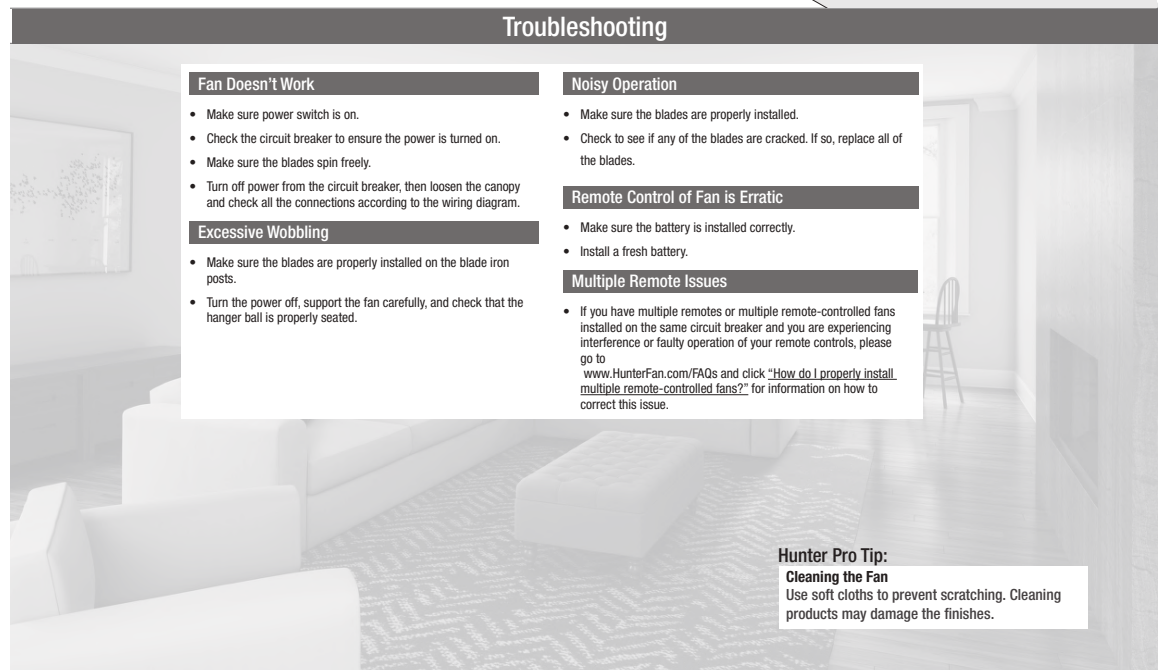 Troubleshooting
Fan Doesn't Work
• Make sure power switch is on.
• Check the circuit breaker to ensure the power is turned on.
• Make sure the blades spin freely.
• Turn off power from the circuit breaker, then loosen the canopy
and check all the connections according to the wiring diagram.
Excessive Wobbling
• Make sure the blades are properly installed on the blade iron
posts.
• Turn the power off, support the fan carefully, and check that the
hanger ball is properly seated.
Noisy Operation
• Make sure the blades are properly installed.
• Check to see if any of the blades are cracked. If so, replace all of
the blades.
Remote Control of Fan is Erratic
• Make sure the battery is installed correctly.
• Install a fresh battery.
Multiple Remote Issues
• If you have multiple remotes or multiple remote-controlled fans
installed on the same circuit breaker and you are experiencing
interference or faulty operation of your remote controls, please
go to
www.HunterFan.com/FAQs and click "How do I properly install
multiple remote-controlled fans?" for information on how to
correct this issue.
Hunter Pro Tip:
Cleaning the Fan
Use soft cloths to prevent scratching. Cleaning
products may damage the finishes.